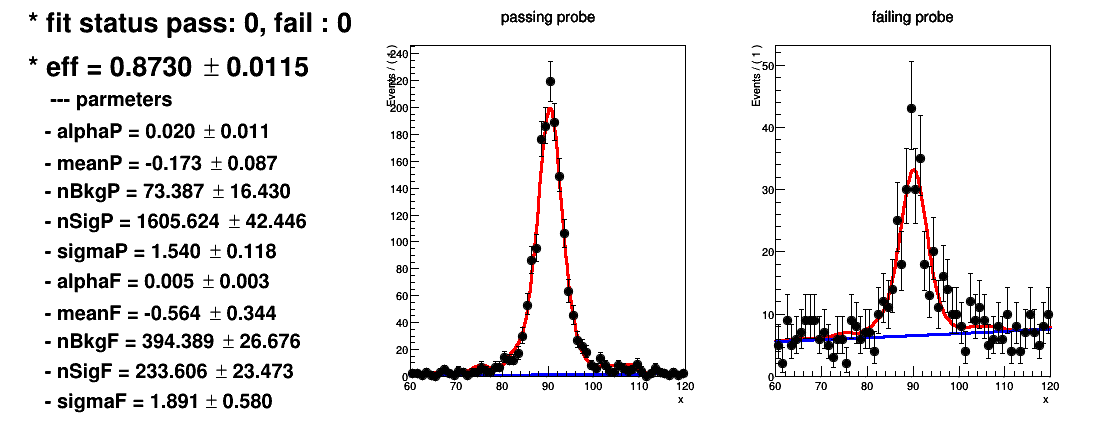 * fit status pass: 0, fail : 0
* eff = 0.8730 ± 0.0115
--- parmeters
- alphaP = 0.020 ± 0.011
- meanP = -0.173 ± 0.087
- nBkgP = 73.387 ± 16.430
- nSigP = 1605.624 ± 42.446
- sigmaP = 1.540 ± 0.118
- alphaF = 0.005 ± 0.003
- meanF = -0.564 ± 0.344
- nBkgF = 394.389 ± 26.676
- nSigF = 233.606 ± 23.473
- sigmaF = 1.891 ± 0.580
passing probe
Events / ( 1 )
240
220
200
180
160
140
120
100
80
60
40
20
0
60 70 80 90 100 110 120
x
failing probe
Events / ( 1 )
50
40
30
20
10
0
60 70 80 90 100 110 120
x